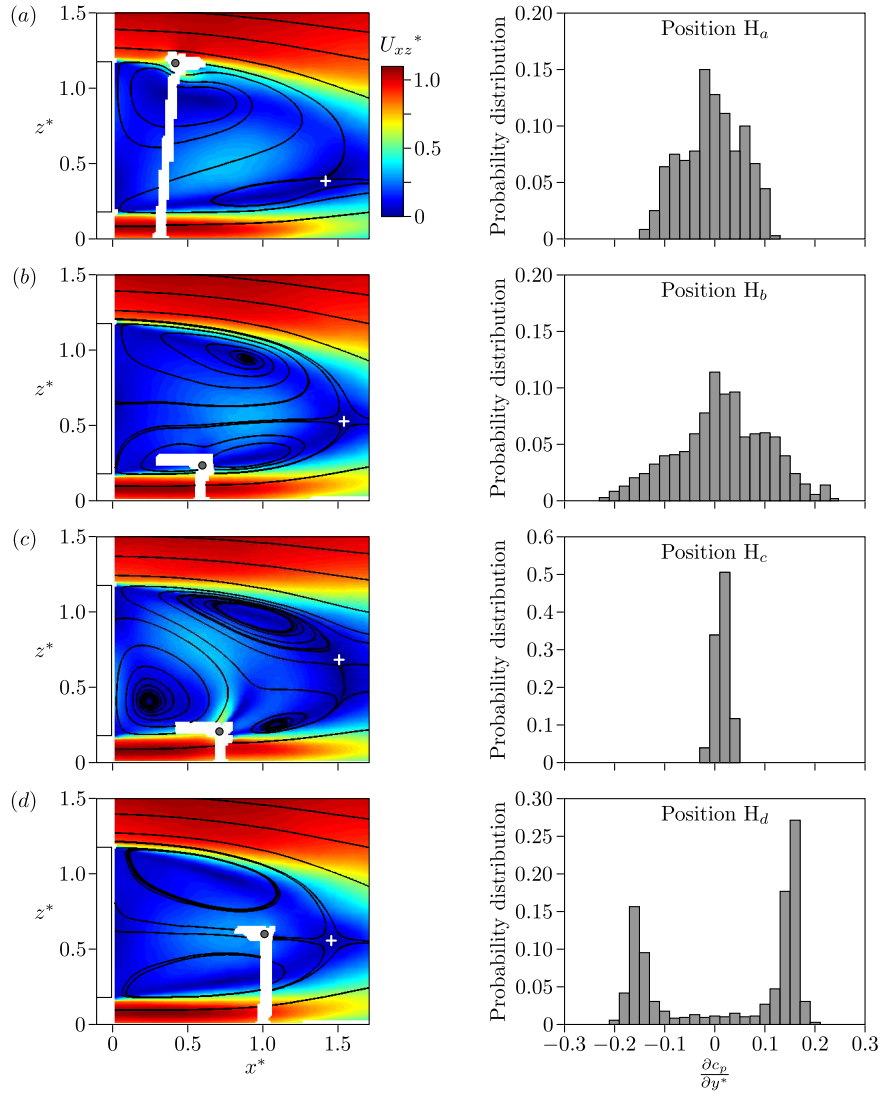 (a)
1.5
1.0
z*
0.5
0
U_xz*
1.0
0.5
0
Probability distribution
0.20
0.15
0.10
0.05
0
Position H_a
(b)
1.5
1.0
z*
0.5
0
Probability distribution
0.20
0.15
0.10
0.05
0
Position H_b
(c)
1.5
1.0
z*
0.5
0
Probability distribution
0.6
0.5
0.4
0.3
0.2
0.1
0
Position H_c
(d)
1.5
1.0
z*
0.5
0
0 0.5 1.0 1.5
x*
Probability distribution
0.30
0.25
0.20
0.15
0.10
0.05
0
Position H_d
−0.3 −0.2 −0.1 0 0.1 0.2 0.3
∂c_p
∂y*